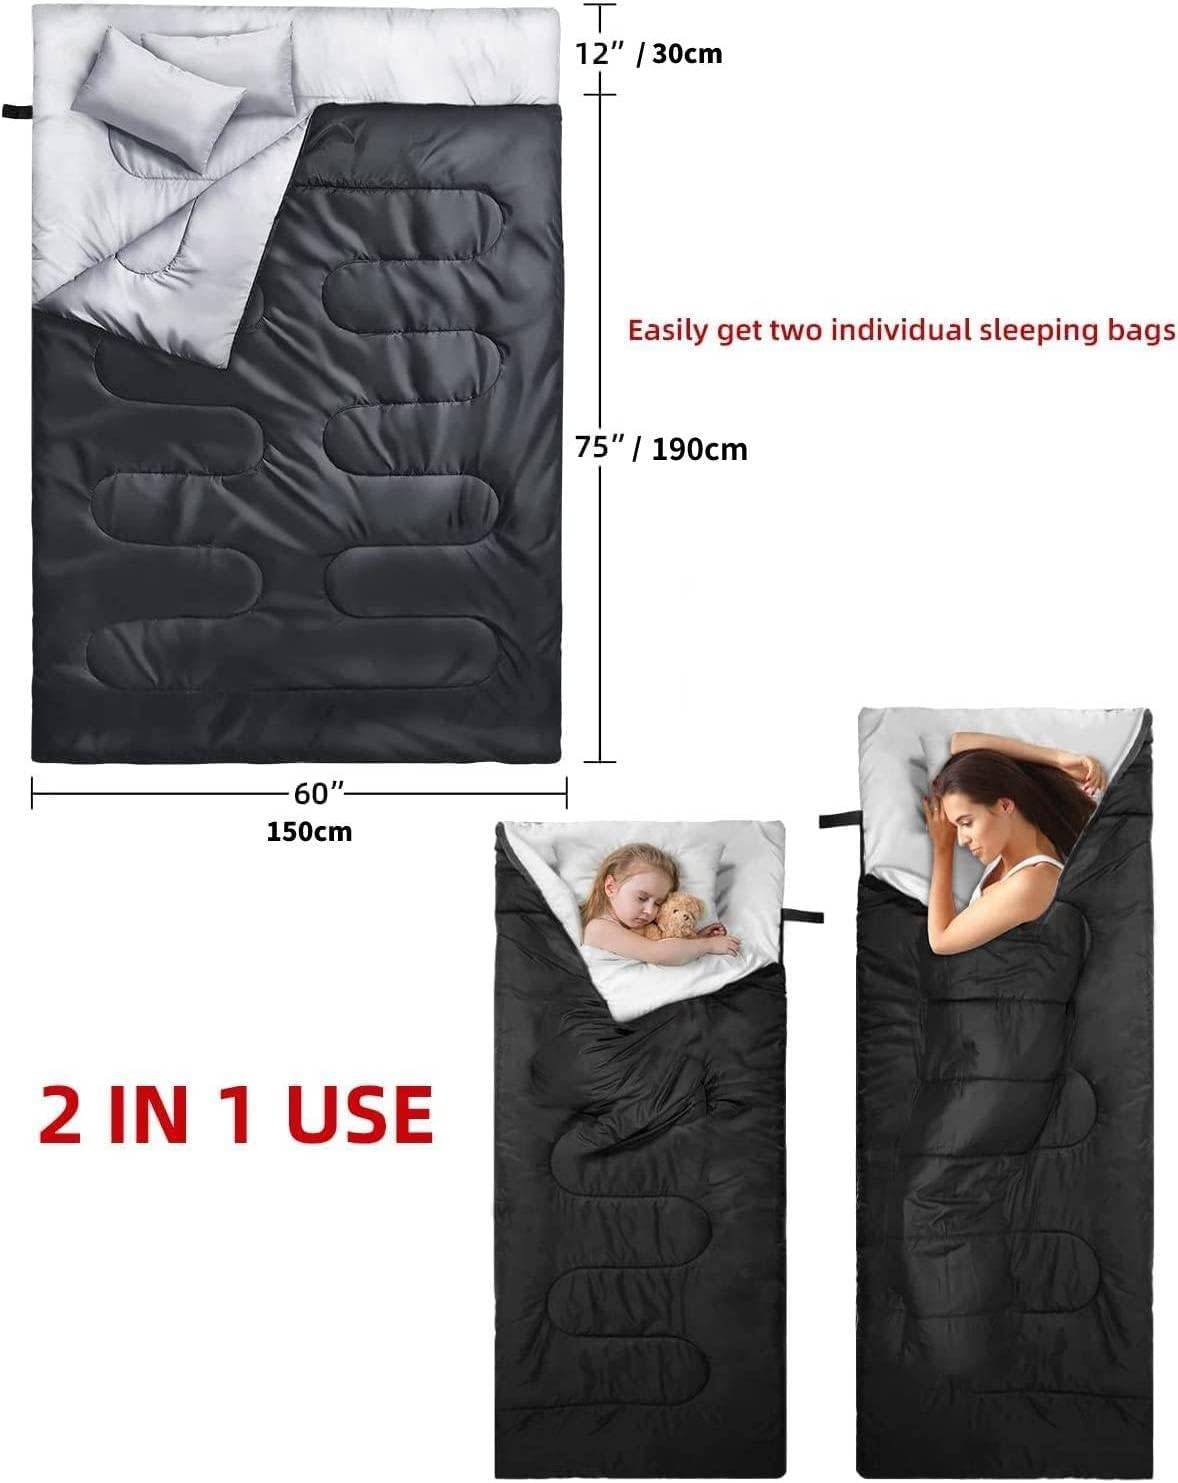 12” / 30cm
Easily get two individual sleeping bags
75” / 190cm
60”
150cm
2 IN 1 USE